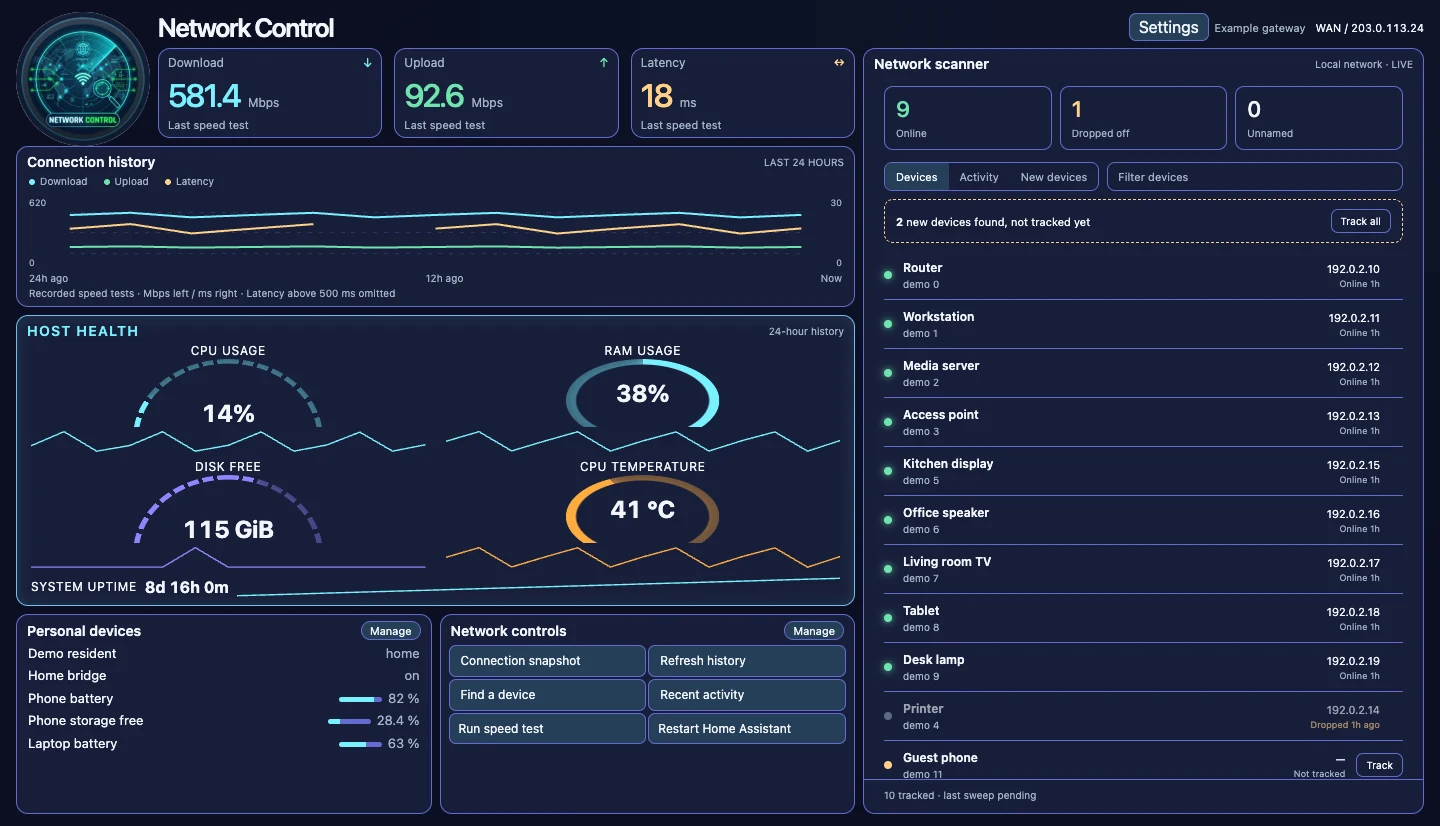 Network Control
Settings
Example gateway
WAN / 203.0.113.24
NETWORK CONTROL
Download ↓
581.4 Mbps
Last speed test
Upload ↑
92.6 Mbps
Last speed test
Latency ↔
18 ms
Last speed test
Connection history
LAST 24 HOURS
Download
Upload
Latency
620
30
0
0
24h ago
12h ago
Now
Recorded speed tests · Mbps left / ms right · Latency above 500 ms omitted
HOST HEALTH
24-hour history
CPU USAGE
14%
RAM USAGE
38%
DISK FREE
115 GiB
CPU TEMPERATURE
41 °C
SYSTEM UPTIME 8d 16h 0m
Personal devices
Manage
Demo resident home
Home bridge on
Phone battery 82 %
Phone storage free 28.4 %
Laptop battery 63 %
Network controls
Manage
Connection snapshot
Refresh history
Find a device
Recent activity
Run speed test
Restart Home Assistant
Network scanner
Local network · LIVE
9
Online
1
Dropped off
0
Unnamed
Devices
Activity
New devices
Filter devices
2 new devices found, not tracked yet
Track all
Router 192.0.2.10
demo 0 Online 1h
Workstation 192.0.2.11
demo 1 Online 1h
Media server 192.0.2.12
demo 2 Online 1h
Access point 192.0.2.13
demo 3 Online 1h
Kitchen display 192.0.2.15
demo 5 Online 1h
Office speaker 192.0.2.16
demo 6 Online 1h
Living room TV 192.0.2.17
demo 7 Online 1h
Tablet 192.0.2.18
demo 8 Online 1h
Desk lamp 192.0.2.19
demo 9 Online 1h
Printer 192.0.2.14
demo 4 Dropped 1h ago
Guest phone —
demo 11 Not tracked
Track
10 tracked · last sweep pending